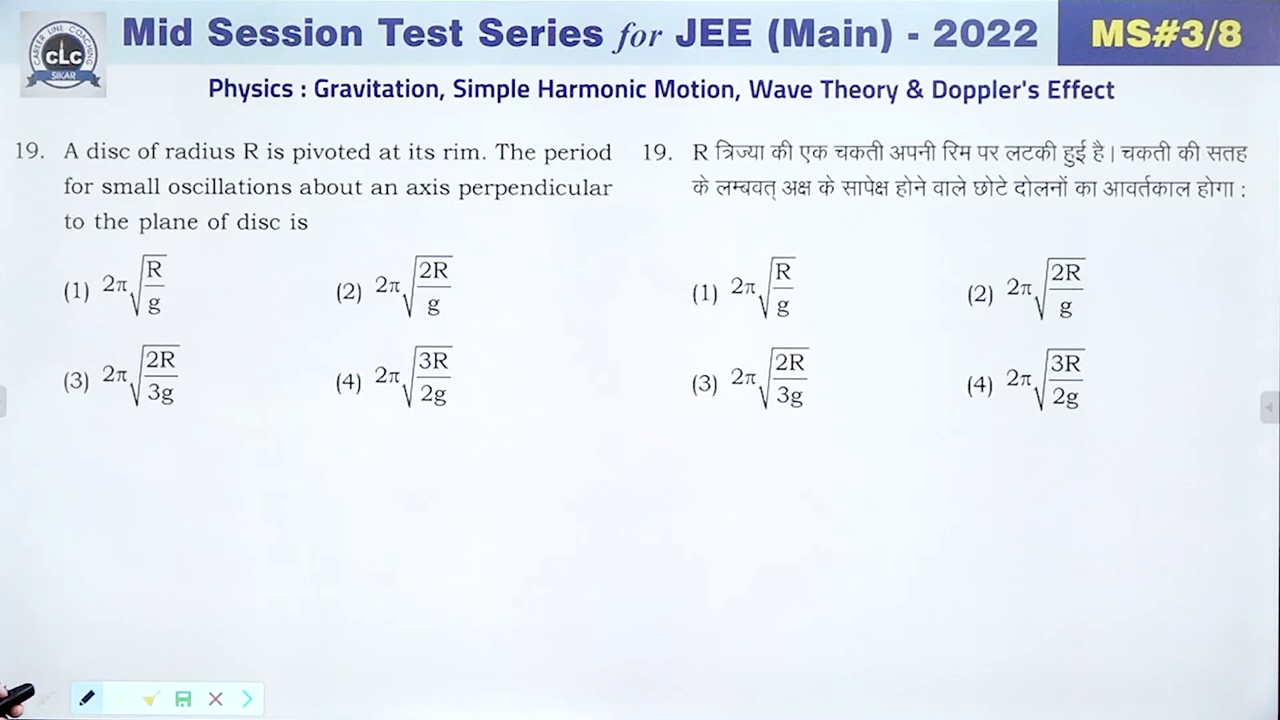 CAREER LINE COACHING
CLC
SIKAR
Mid Session Test Series for JEE (Main) - 2022
MS#3/8
Physics : Gravitation, Simple Harmonic Motion, Wave Theory & Doppler's Effect
19. A disc of radius R is pivoted at its rim. The period
for small oscillations about an axis perpendicular
to the plane of disc is
(1) 2π√(R/g)
(2) 2π√(2R/g)
(3) 2π√(2R/3g)
(4) 2π√(3R/2g)
19. R त्रिज्या की एक चकती अपनी रिम पर लटकी हुई है। चकती की सतह
के लम्बवत् अक्ष के सापेक्ष होने वाले छोटे दोलनों का आवर्तकाल होगा :
(1) 2π√(R/g)
(2) 2π√(2R/g)
(3) 2π√(2R/3g)
(4) 2π√(3R/2g)